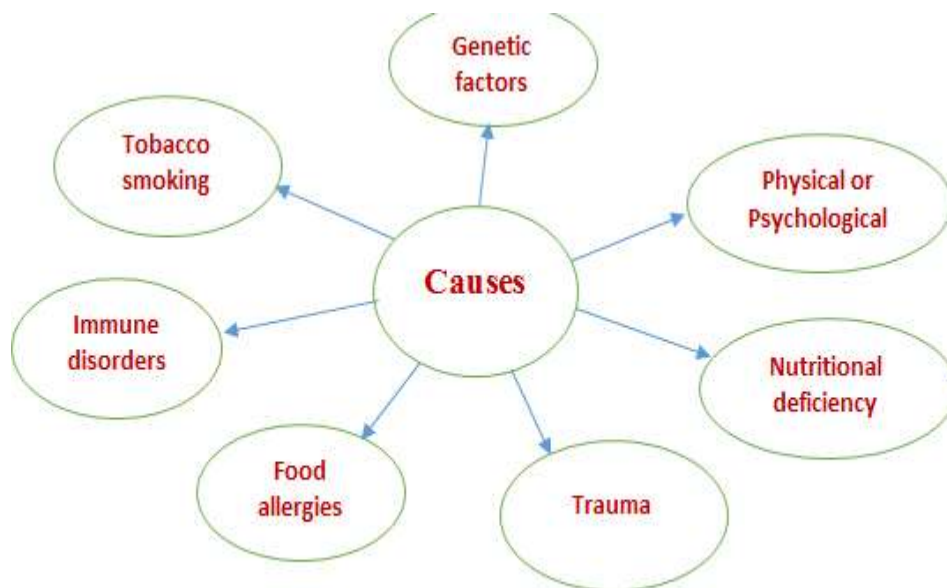 Genetic
factors
Tobacco
smoking
Physical or
Psychological
Causes
Immune
disorders
Nutritional
deficiency
Food
allergies
Trauma